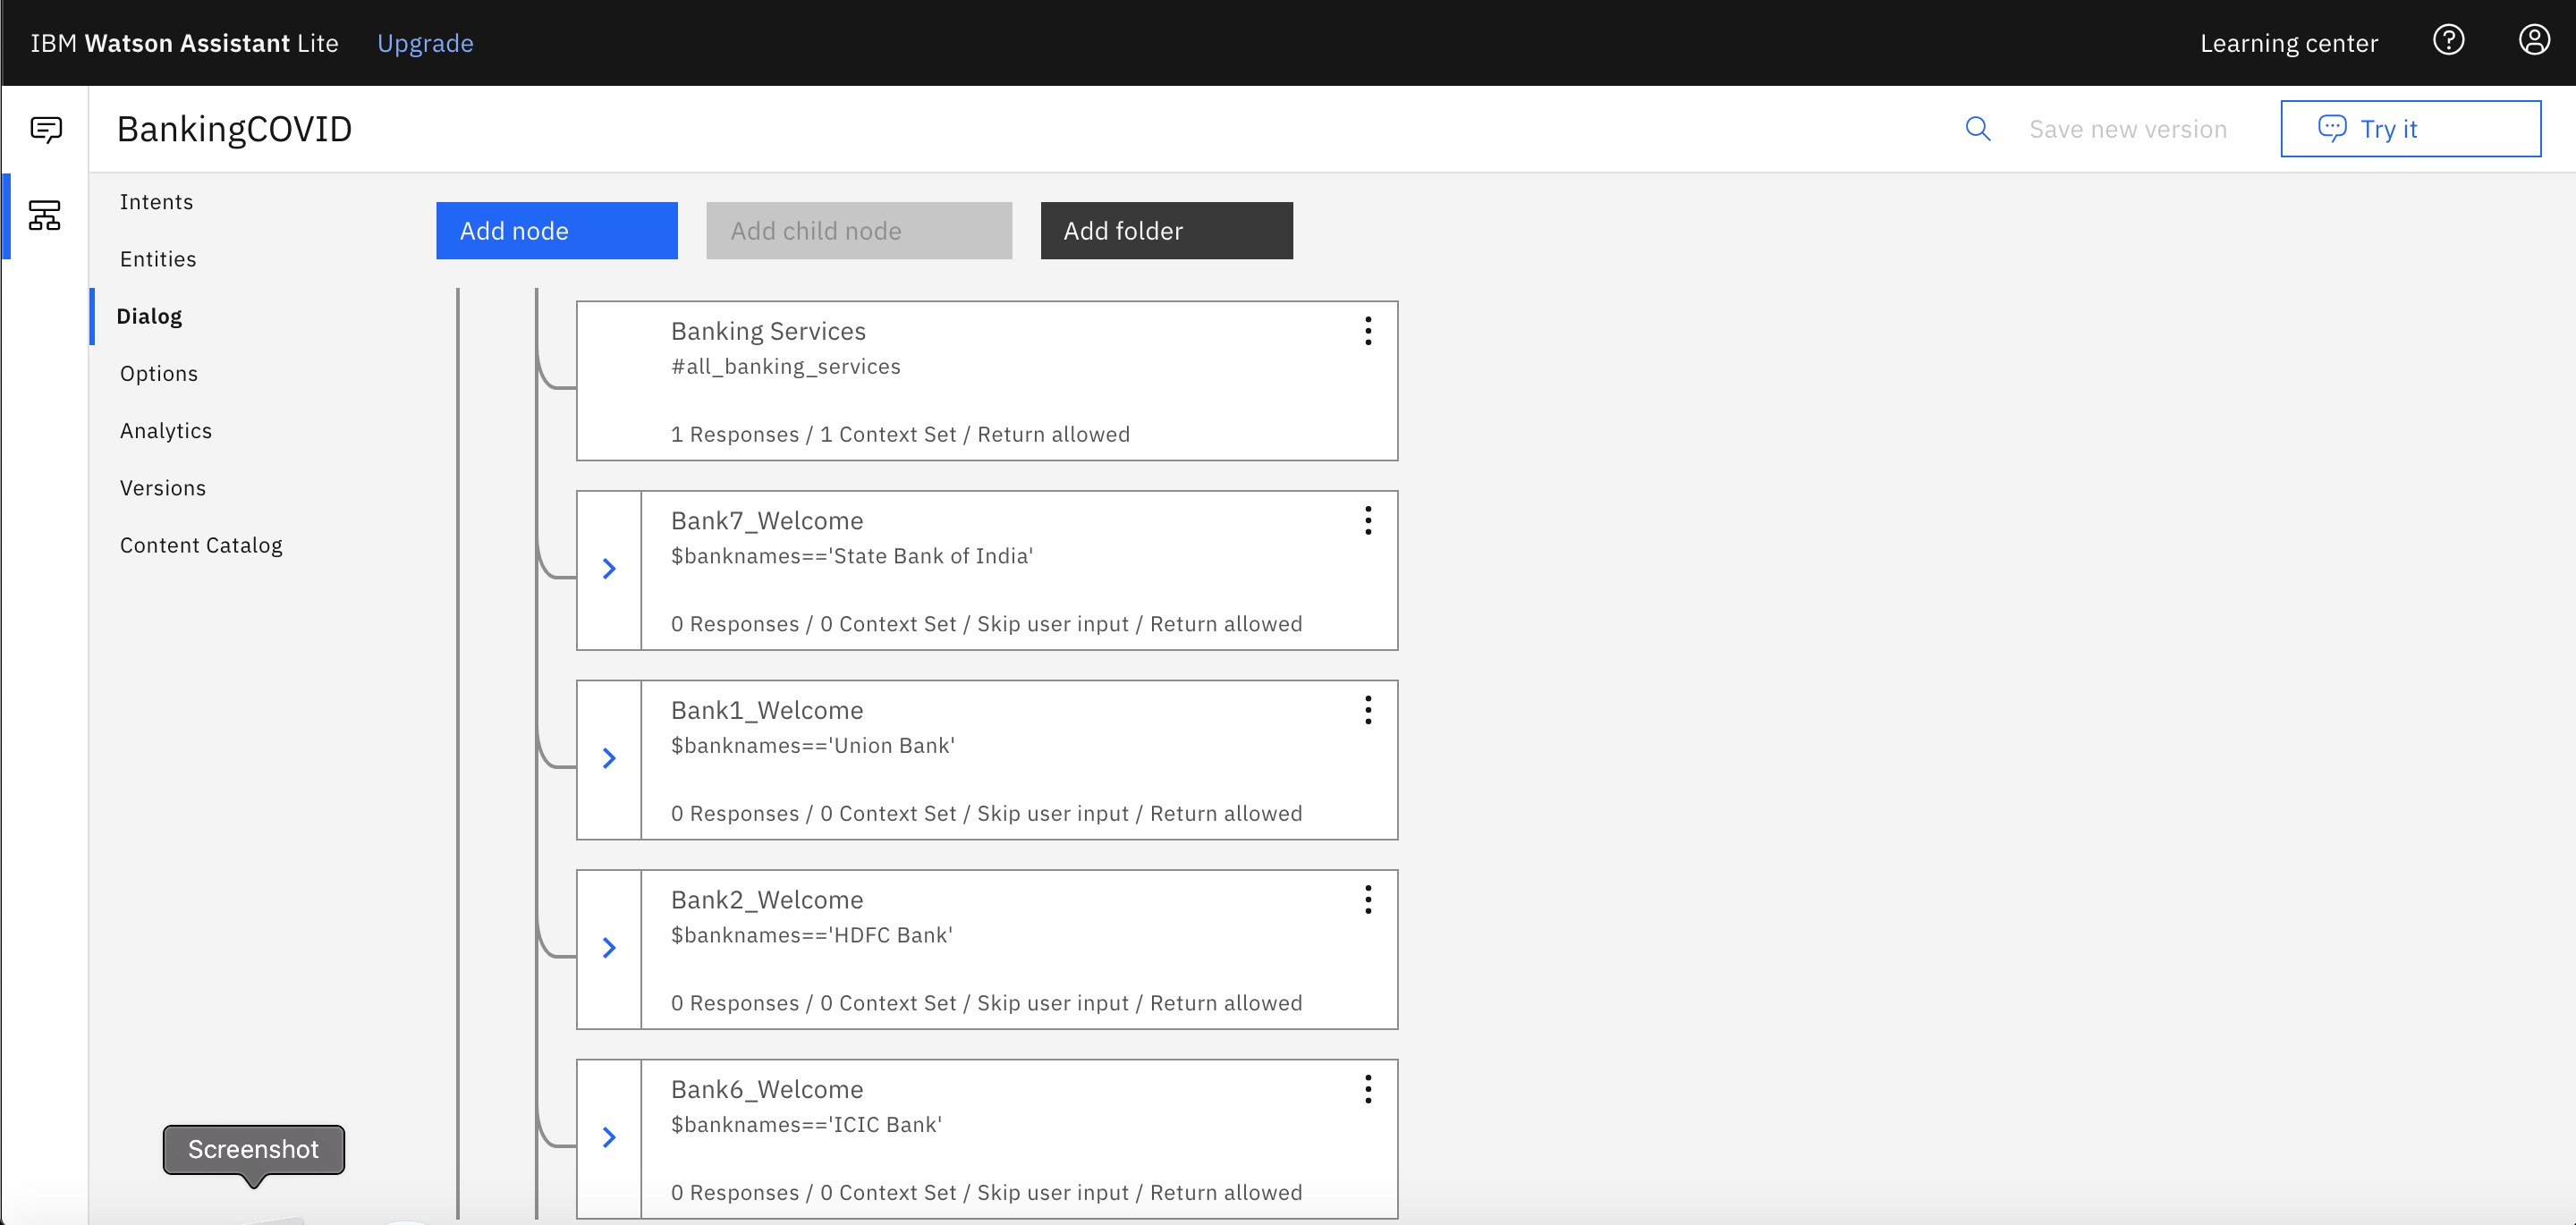 IBM Watson Assistant Lite Upgrade Learning center
BankingCOVID Save new version Try it
Intents
Entities
Dialog
Options
Analytics
Versions
Content Catalog
Add node Add child node Add folder
Banking Services
#all_banking_services
1 Responses / 1 Context Set / Return allowed
Bank7_Welcome
$banknames=='State Bank of India'
0 Responses / 0 Context Set / Skip user input / Return allowed
Bank1_Welcome
$banknames=='Union Bank'
0 Responses / 0 Context Set / Skip user input / Return allowed
Bank2_Welcome
$banknames=='HDFC Bank'
0 Responses / 0 Context Set / Skip user input / Return allowed
Bank6_Welcome
$banknames=='ICIC Bank'
0 Responses / 0 Context Set / Skip user input / Return allowed
Screenshot